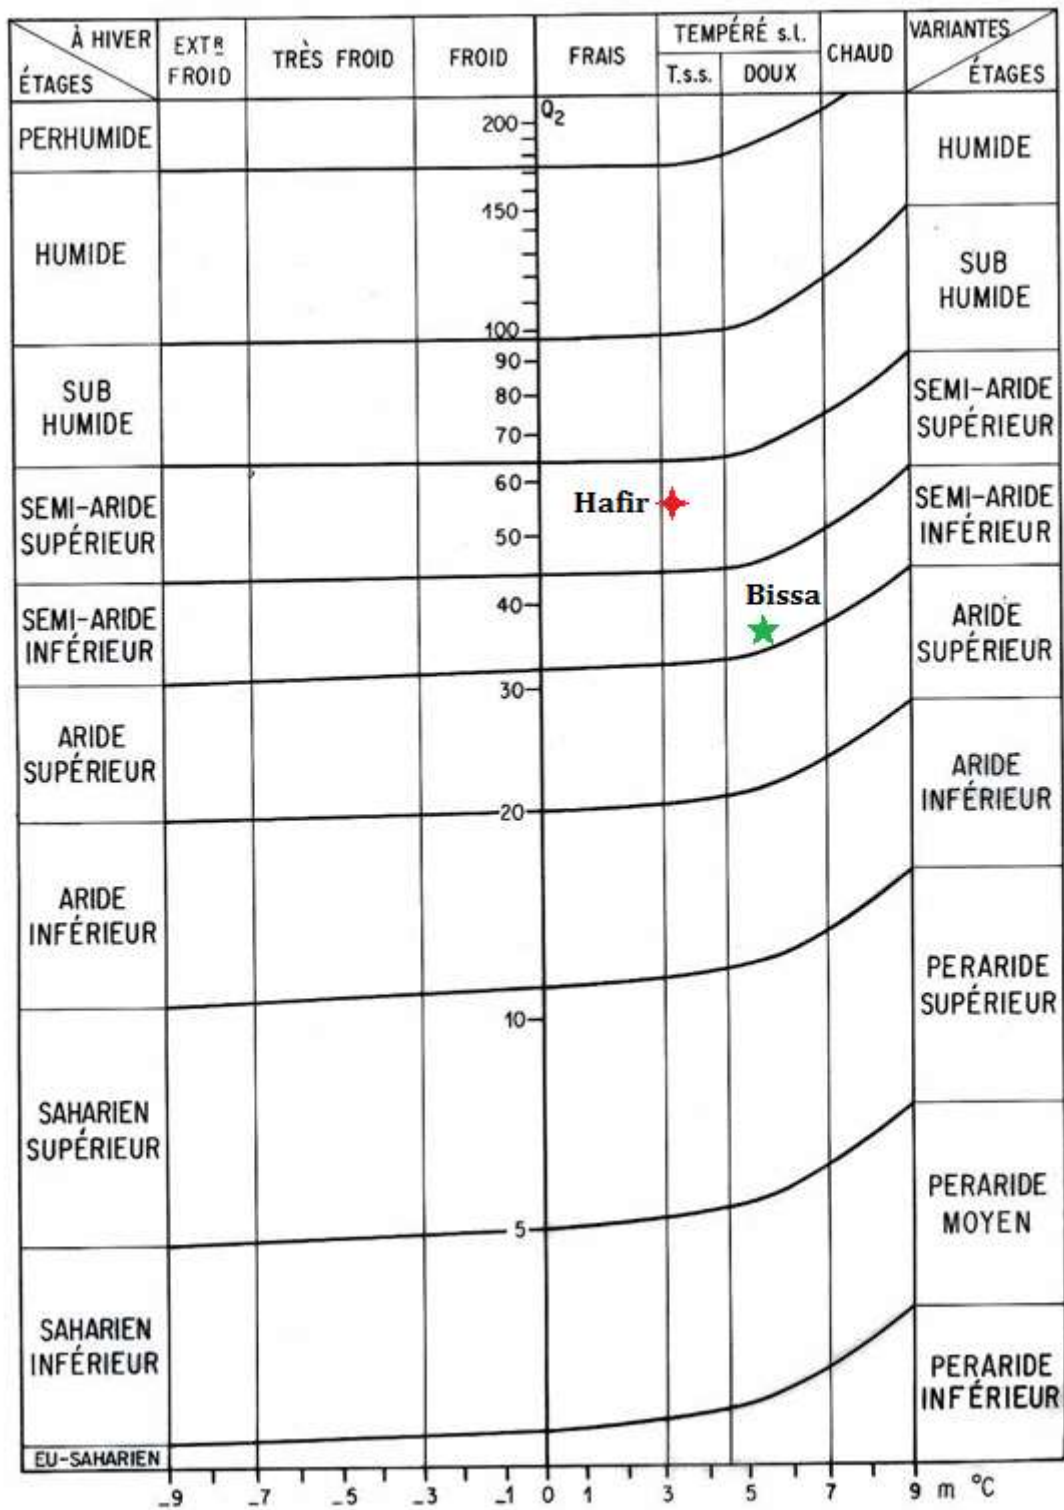 À HIVER
ÉTAGES
EXTR
FROID
TRÈS FROID
FROID
FRAIS
TEMPÉRÉ s.l.
T.s.s.
DOUX
CHAUD
VARIANTES
ÉTAGES
Q2
PERHUMIDE
HUMIDE
SUB
HUMIDE
SEMI-ARIDE
SUPÉRIEUR
SEMI-ARIDE
INFÉRIEUR
ARIDE
SUPÉRIEUR
ARIDE
INFÉRIEUR
SAHARIEN
SUPÉRIEUR
SAHARIEN
INFÉRIEUR
EU-SAHARIEN
200
150
100
90
80
70
60
50
40
30
20
10
5
Hafir
Bissa
HUMIDE
SUB
HUMIDE
SEMI-ARIDE
SUPÉRIEUR
SEMI-ARIDE
INFÉRIEUR
ARIDE
SUPÉRIEUR
ARIDE
INFÉRIEUR
PERARIDE
SUPÉRIEUR
PERARIDE
MOYEN
PERARIDE
INFÉRIEUR
-9 -7 -5 -3 -1 0 1 3 5 7 9 m °C